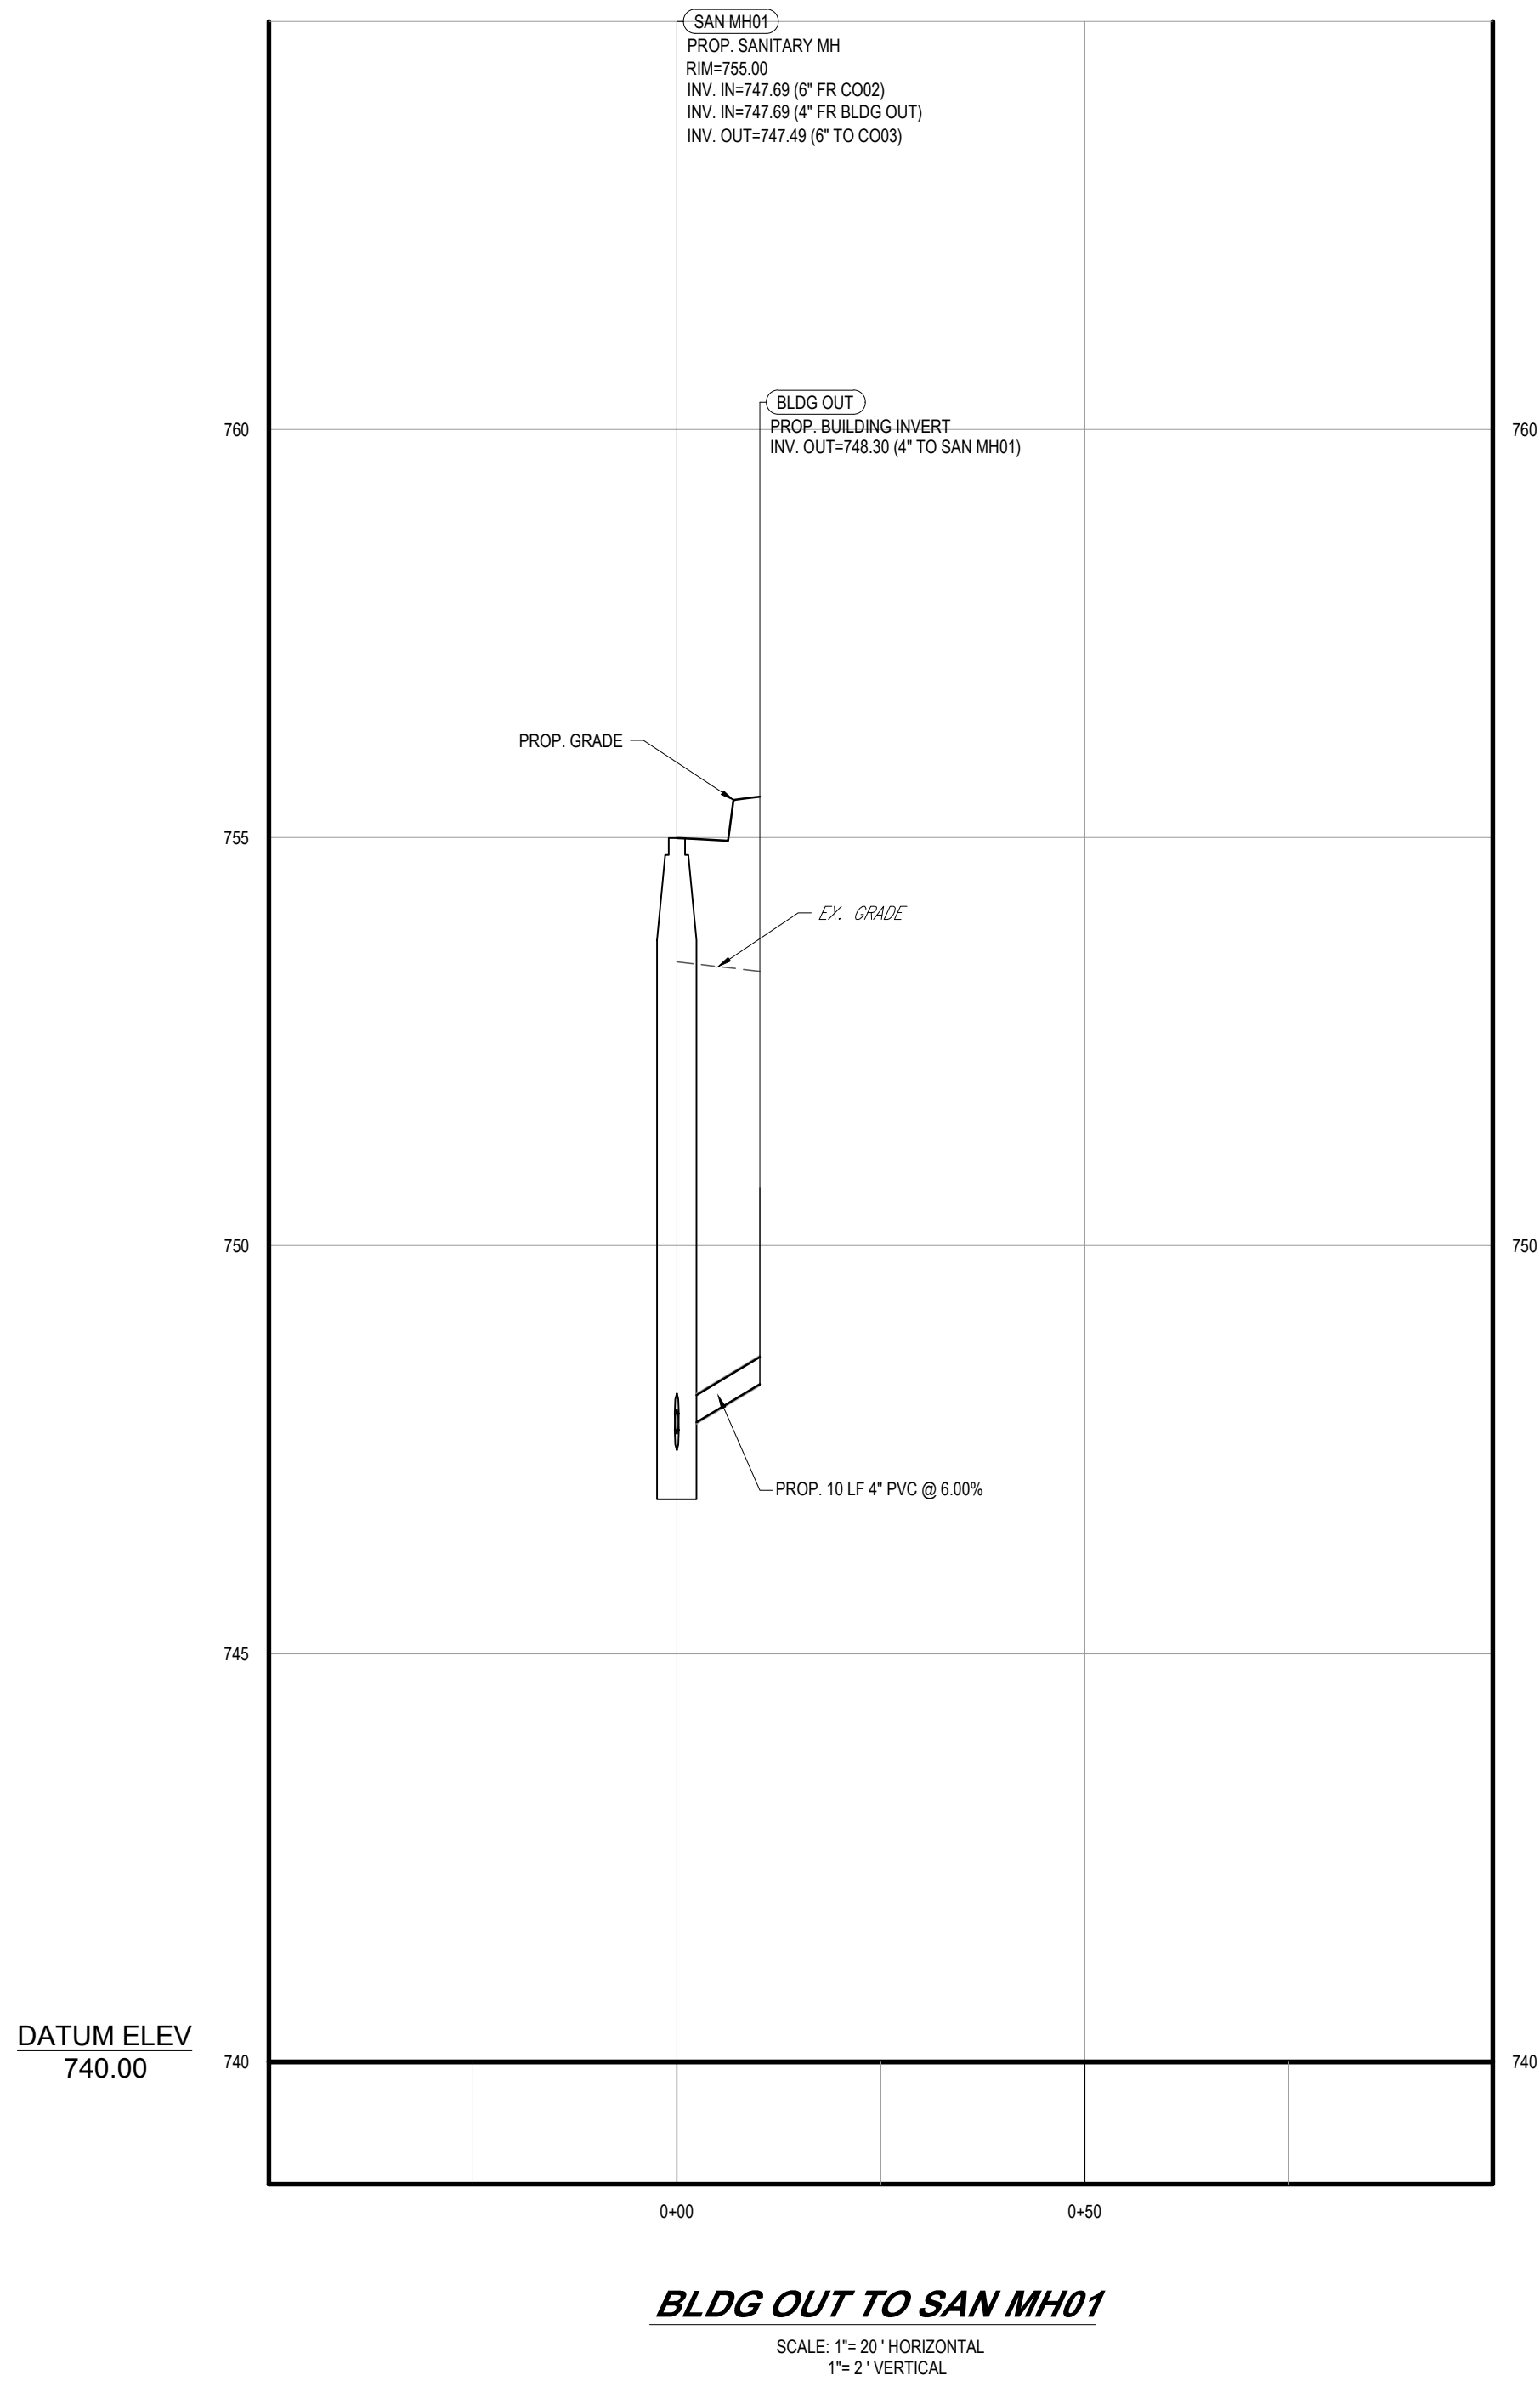 SAN MH01
PROP. SANITARY MH
RIM=755.00
INV. IN=747.69 (6" FR CO02)
INV. IN=747.69 (4" FR BLDG OUT)
INV. OUT=747.49 (6" TO CO03)
BLDG OUT
760
760
PROP. BUILDING INVERT
INV. OUT=748.30 (4" TO SAN MH01)
PROP. GRADE
755
755
EX. GRADE
750
750
PROP. 10 LF 4" PVC @ 6.00%
745
745
DATUM ELEV
740.00
740
740
0+00
0+50
BLDG OUT TO SAN MH01
SCALE: 1"= 20 ' HORIZONTAL
1"= 2 ' VERTICAL